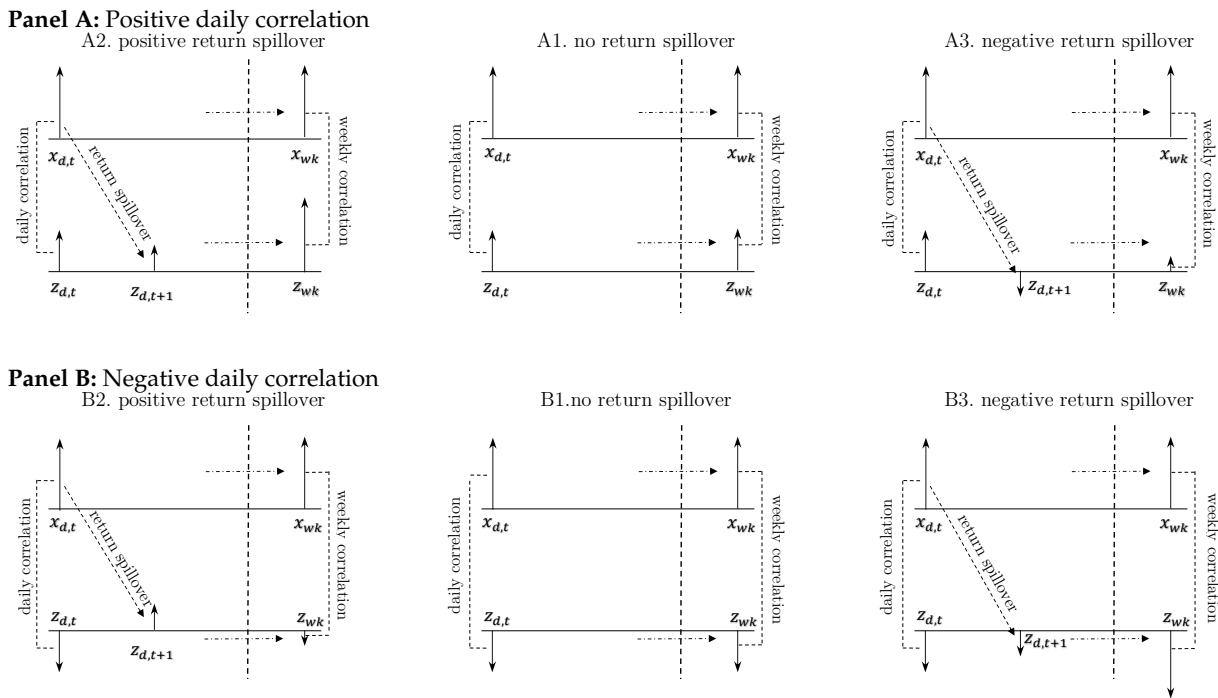 Panel A: Positive daily correlation
A2. positive return spillover
daily correlation
x_{d,t}
return spillover
x_{wk}
weekly correlation
z_{d,t}
z_{d,t+1}
z_{wk}
A1. no return spillover
daily correlation
x_{d,t}
x_{wk}
weekly correlation
z_{d,t}
z_{wk}
A3. negative return spillover
daily correlation
x_{d,t}
return spillover
x_{wk}
weekly correlation
z_{d,t}
z_{d,t+1}
z_{wk}
Panel B: Negative daily correlation
B2. positive return spillover
daily correlation
x_{d,t}
return spillover
x_{wk}
weekly correlation
z_{d,t}
z_{d,t+1}
z_{wk}
B1.no return spillover
daily correlation
x_{d,t}
x_{wk}
weekly correlation
z_{d,t}
z_{wk}
B3. negative return spillover
daily correlation
x_{d,t}
return spillover
x_{wk}
weekly correlation
z_{d,t}
z_{d,t+1}
z_{wk}